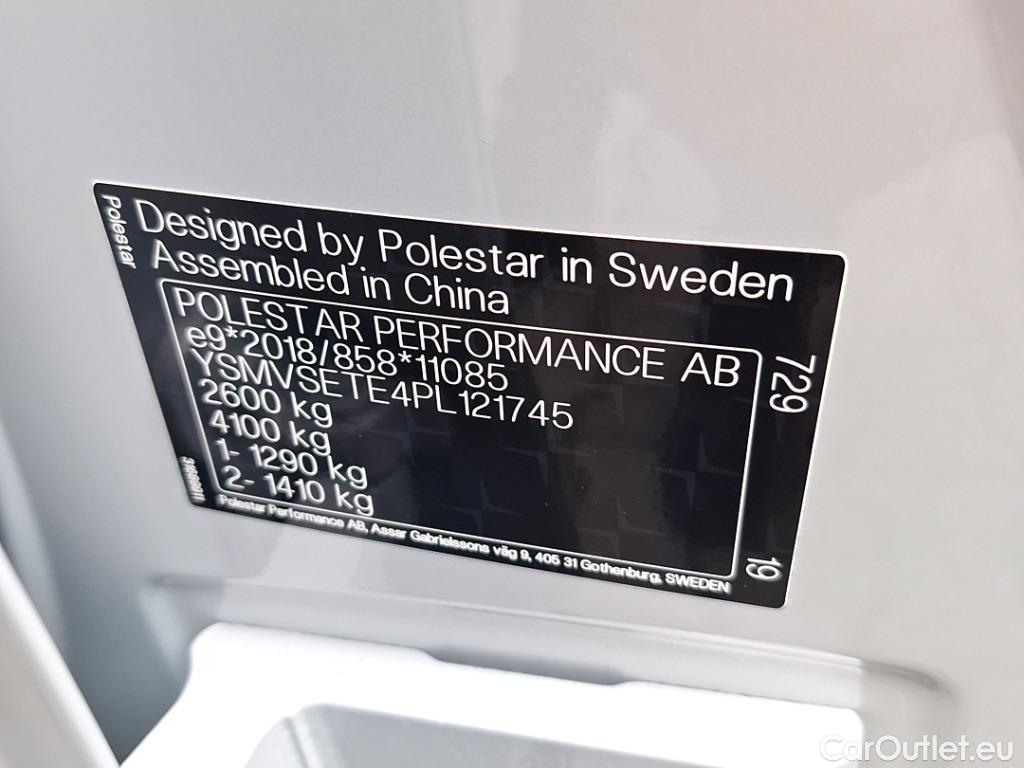 Polestar
Designed by Polestar in Sweden
Assembled in China
POLESTAR PERFORMANCE AB
e9*2018/858*11085
YSMVSETE4PL121745
2600 kg
4100 kg
1- 1290 kg
2- 1410 kg
729
19
Polestar Performance AB, Assar Gabrielssons väg 9, 405 31 Gothenburg, SWEDEN
CarOutlet.eu